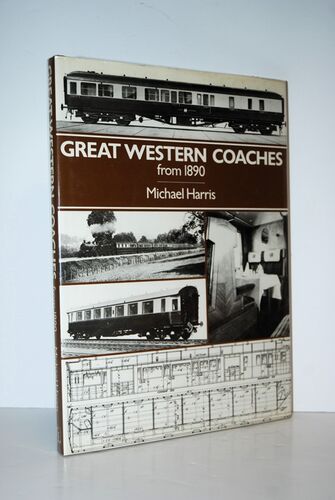 GREAT WESTERN COACHES
from 1890
Michael Harris
GREAT WESTERN COACHES